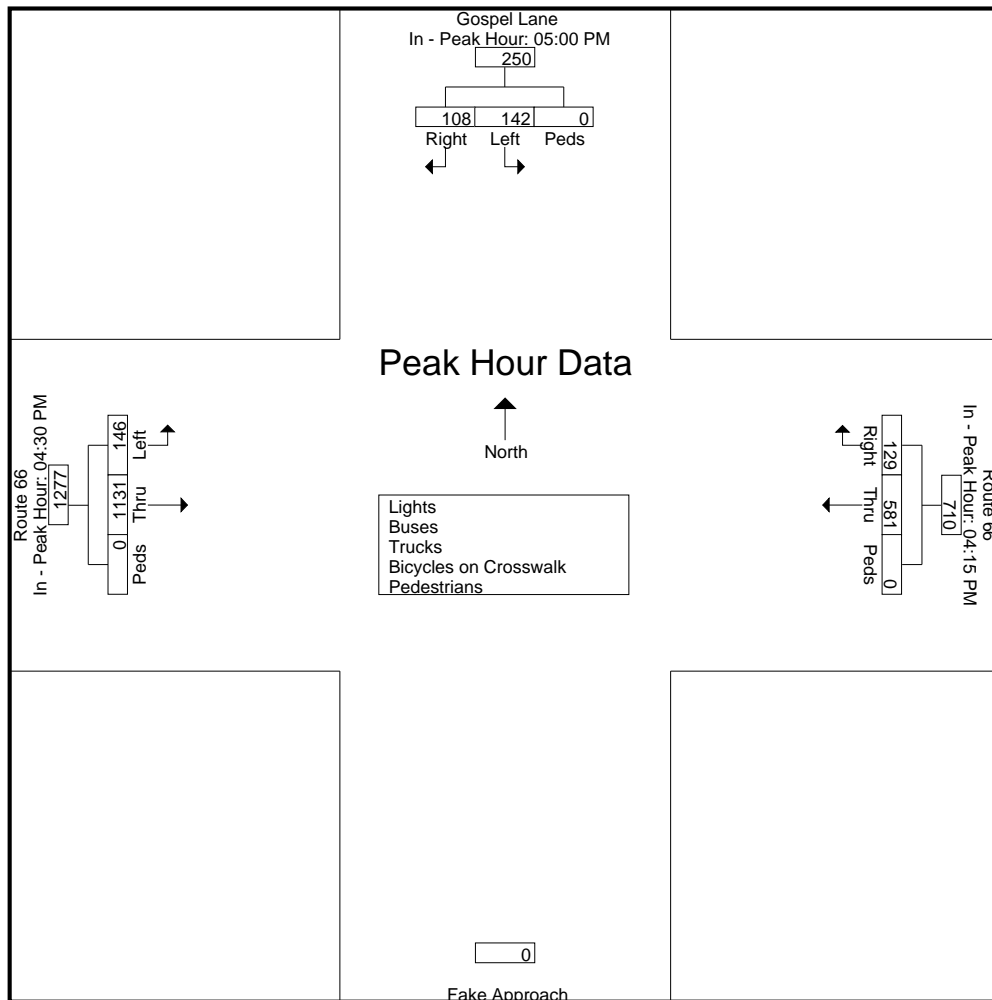 Gospel Lane
In - Peak Hour: 05:00 PM
250
108 142 0
Right Left Peds
Peak Hour Data
North
Lights
Buses
Trucks
Bicycles on Crosswalk
Pedestrians
Route 66
In - Peak Hour: 04:30 PM
1277
146 1131 0
Left Thru Peds
Route 66
In - Peak Hour: 04:15 PM
710
129 581 0
Right Thru Peds
0
Fake Approach